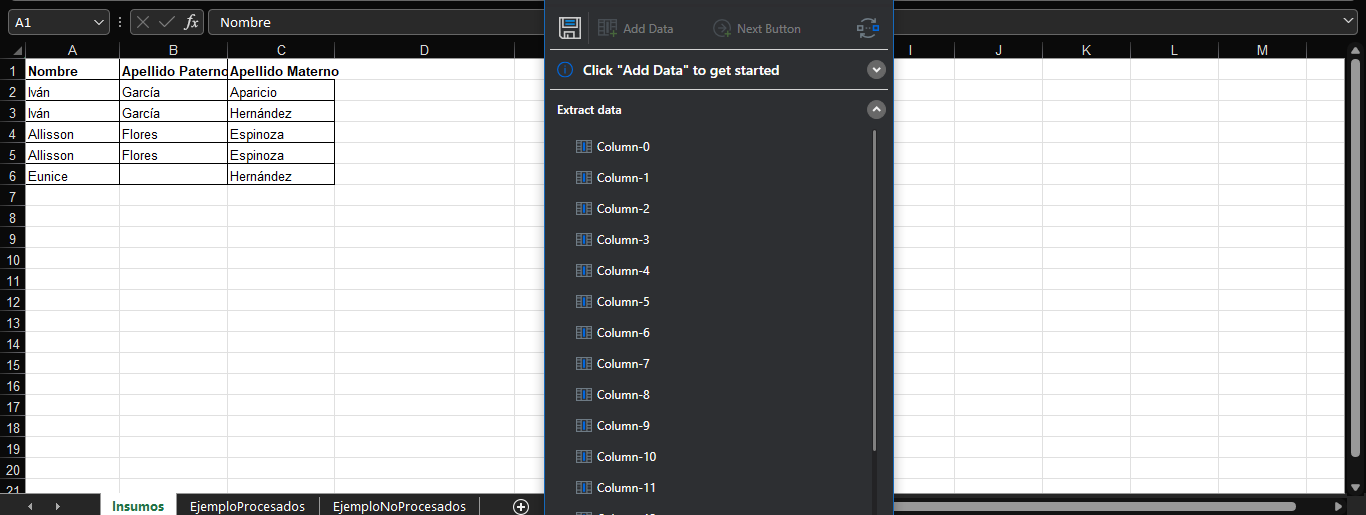 A1
fx
Nombre
Add Data
Next Button
A B C D I J K L M
Click "Add Data" to get started
1 Nombre Apellido Paterno Apellido Materno
2 Iván García Aparicio
3 Iván García Hernández
4 Allisson Flores Espinoza
5 Allisson Flores Espinoza
6 Eunice Hernández
7
8
9
10
11
12
13
14
15
16
17
18
19
20
21
Extract data
Column-0
Column-1
Column-2
Column-3
Column-4
Column-5
Column-6
Column-7
Column-8
Column-9
Column-10
Column-11
Insumos EjemploProcesados EjemploNoProcesados